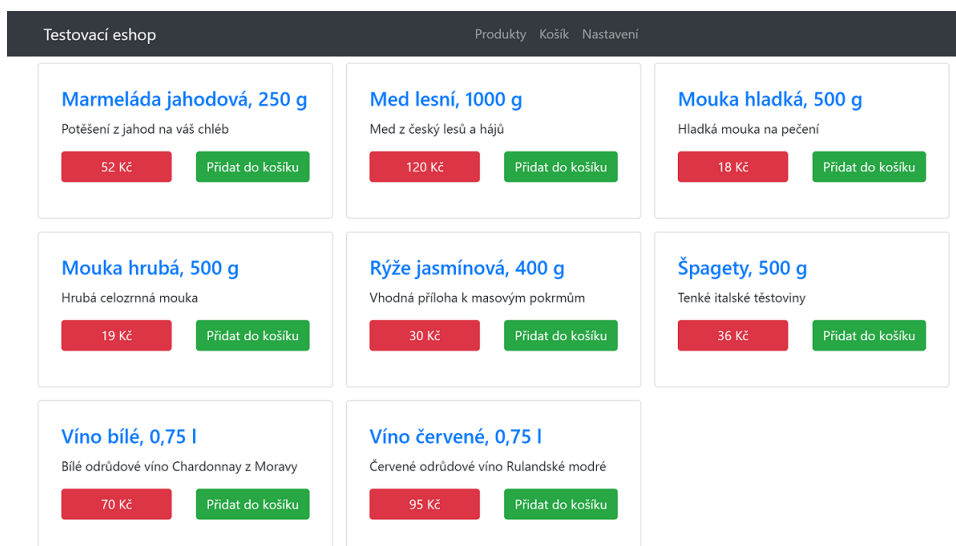 Testovací eshop
Produkty Košík Nastavení
Marmeláda jahodová, 250 g
Potěšení z jahod na váš chléb
52 Kč Přidat do košíku
Med lesní, 1000 g
Med z český lesů a hájů
120 Kč Přidat do košíku
Mouka hladká, 500 g
Hladká mouka na pečení
18 Kč Přidat do košíku
Mouka hrubá, 500 g
Hrubá celozrnná mouka
19 Kč Přidat do košíku
Rýže jasmínová, 400 g
Vhodná příloha k masovým pokrmům
30 Kč Přidat do košíku
Špagety, 500 g
Tenké italské těstoviny
36 Kč Přidat do košíku
Víno bílé, 0,75 l
Bílé odrůdové víno Chardonnay z Moravy
70 Kč Přidat do košíku
Víno červené, 0,75 l
Červené odrůdové víno Rulandské modré
95 Kč Přidat do košíku